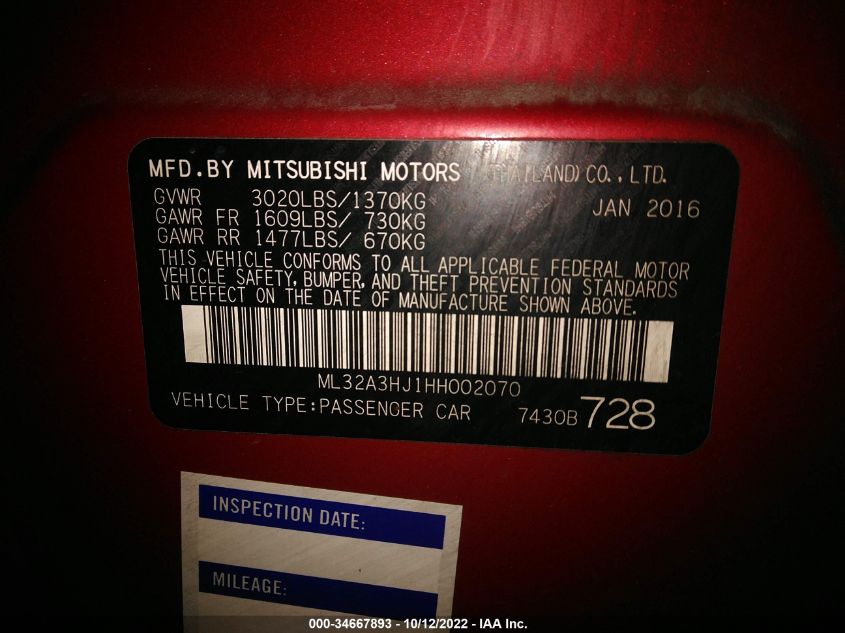 MFD.BY MITSUBISHI MOTORS (THAILAND) CO., LTD.
GVWR 3020LBS/1370KG JAN 2016
GAWR FR 1609LBS/ 730KG
GAWR RR 1477LBS/ 670KG
THIS VEHICLE CONFORMS TO ALL APPLICABLE FEDERAL MOTOR
VEHICLE SAFETY, BUMPER, AND THEFT PREVENTION STANDARDS
IN EFFECT ON THE DATE OF MANUFACTURE SHOWN ABOVE.
ML32A3HJ1HH002070
VEHICLE TYPE:PASSENGER CAR 7430B 728
INSPECTION DATE:
MILEAGE:
000-34667893 - 10/12/2022 - IAA Inc.